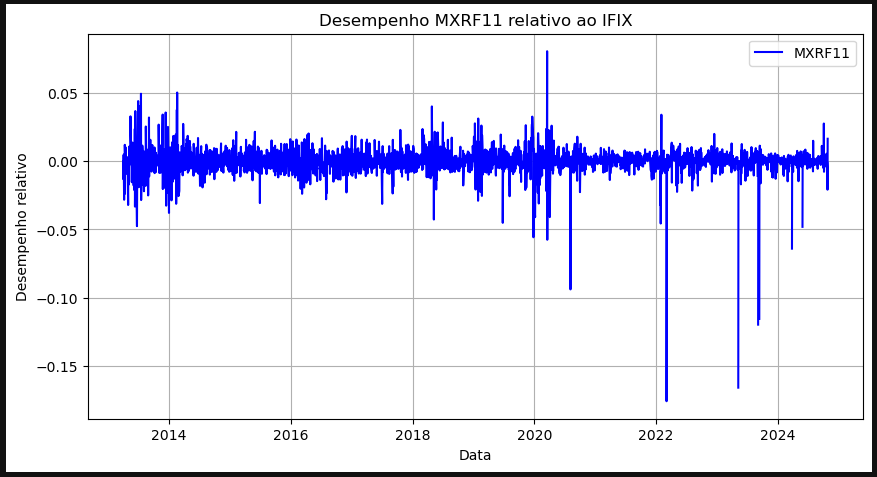 Desempenho MXRF11 relativo ao IFIX
MXRF11
0.05
0.00
−0.05
−0.10
−0.15
Desempenho relativo
2014
2016
2018
2020
2022
2024
Data